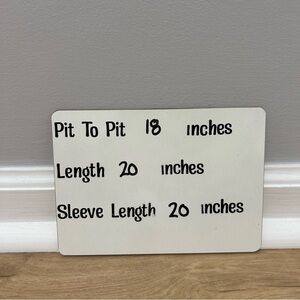 Pit To Pit 18 inches
Length 20 inches
Sleeve Length 20 inches